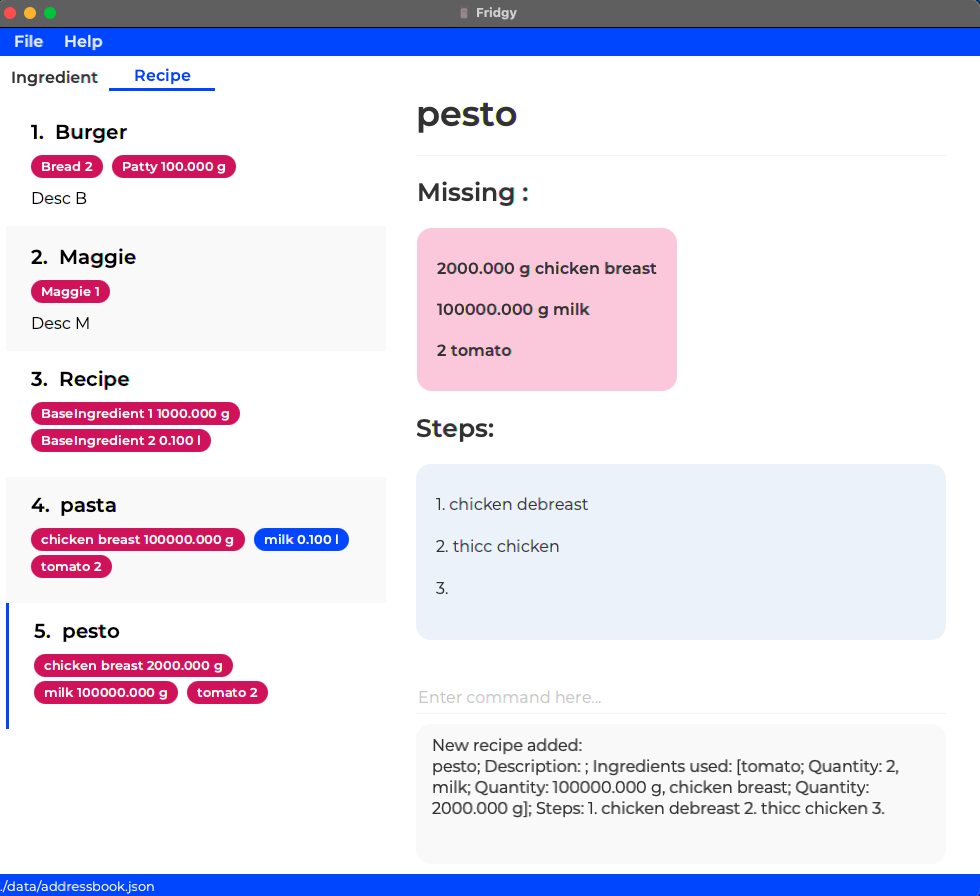 Fridgy
File Help
Ingredient Recipe
1. Burger
Bread 2 Patty 100.000 g
Desc B
2. Maggie
Maggie 1
Desc M
3. Recipe
BaseIngredient 1 1000.000 g
BaseIngredient 2 0.100 l
4. pasta
chicken breast 100000.000 g milk 0.100 l
tomato 2
5. pesto
chicken breast 2000.000 g
milk 100000.000 g tomato 2
pesto
Missing :
2000.000 g chicken breast
100000.000 g milk
2 tomato
Steps:
1. chicken debreast
2. thicc chicken
3.
Enter command here...
New recipe added:
pesto; Description: ; Ingredients used: [tomato; Quantity: 2,
milk; Quantity: 100000.000 g, chicken breast; Quantity:
2000.000 g]; Steps: 1. chicken debreast 2. thicc chicken 3.
./data/addressbook.json